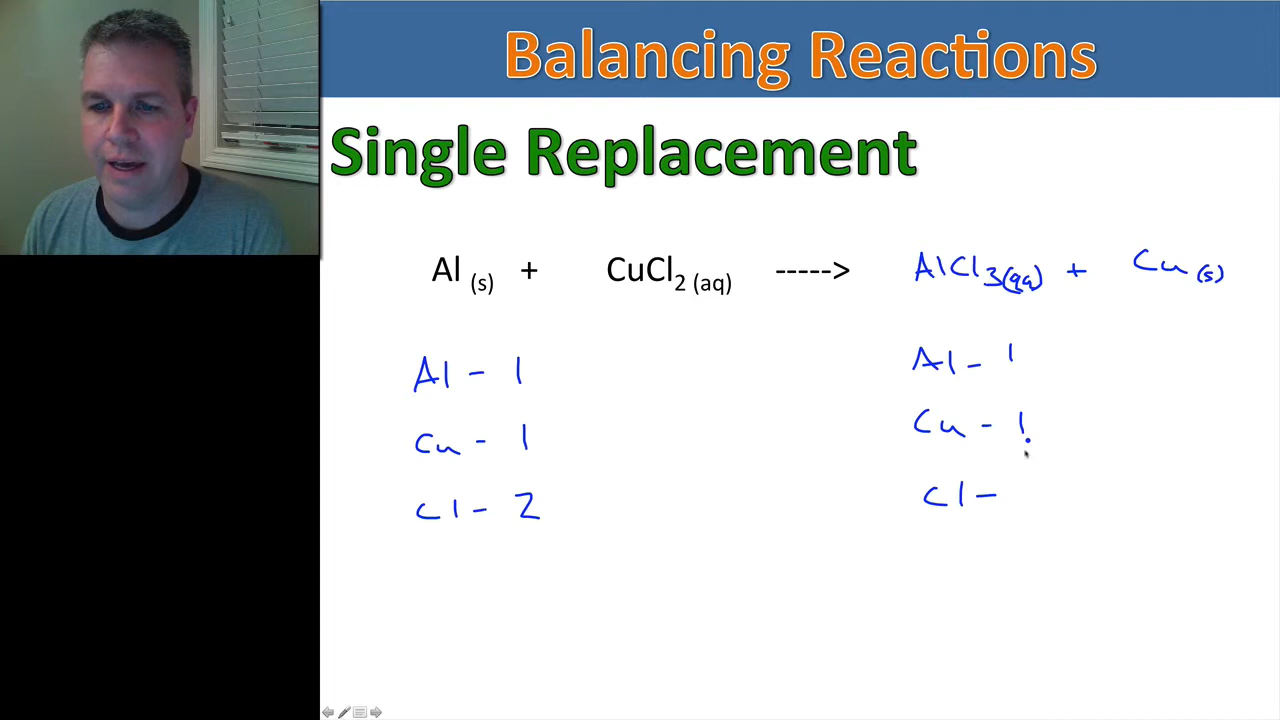 Balancing Reactions
Single Replacement
Al (s) + CuCl2 (aq) -----> AlCl3(aq) + Cu(s)
Al - 1 Al - 1
Cu - 1 Cu - 1
Cl - 2 Cl -